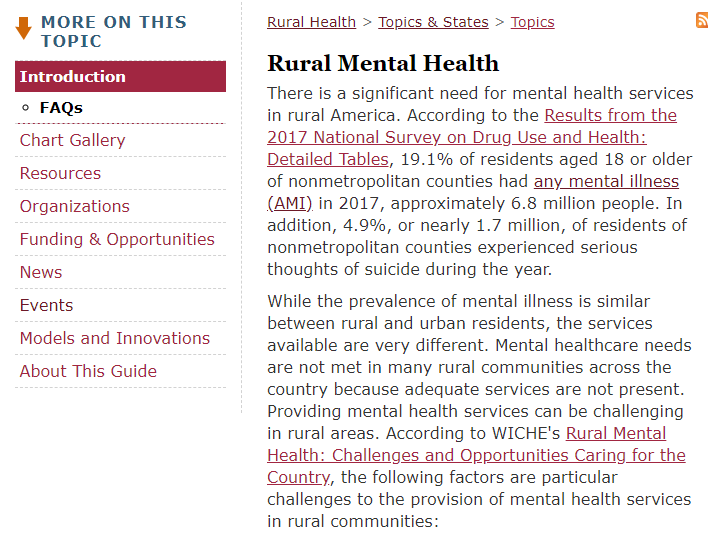 MORE ON THIS
TOPIC
Introduction
FAQs
Chart Gallery
Resources
Organizations
Funding & Opportunities
News
Events
Models and Innovations
About This Guide
Rural Health > Topics & States > Topics
Rural Mental Health
There is a significant need for mental health services
in rural America. According to the Results from the
2017 National Survey on Drug Use and Health:
Detailed Tables, 19.1% of residents aged 18 or older
of nonmetropolitan counties had any mental illness
(AMI) in 2017, approximately 6.8 million people. In
addition, 4.9%, or nearly 1.7 million, of residents of
nonmetropolitan counties experienced serious
thoughts of suicide during the year.
While the prevalence of mental illness is similar
between rural and urban residents, the services
available are very different. Mental healthcare needs
are not met in many rural communities across the
country because adequate services are not present.
Providing mental health services can be challenging
in rural areas. According to WICHE's Rural Mental
Health: Challenges and Opportunities Caring for the
Country, the following factors are particular
challenges to the provision of mental health services
in rural communities: